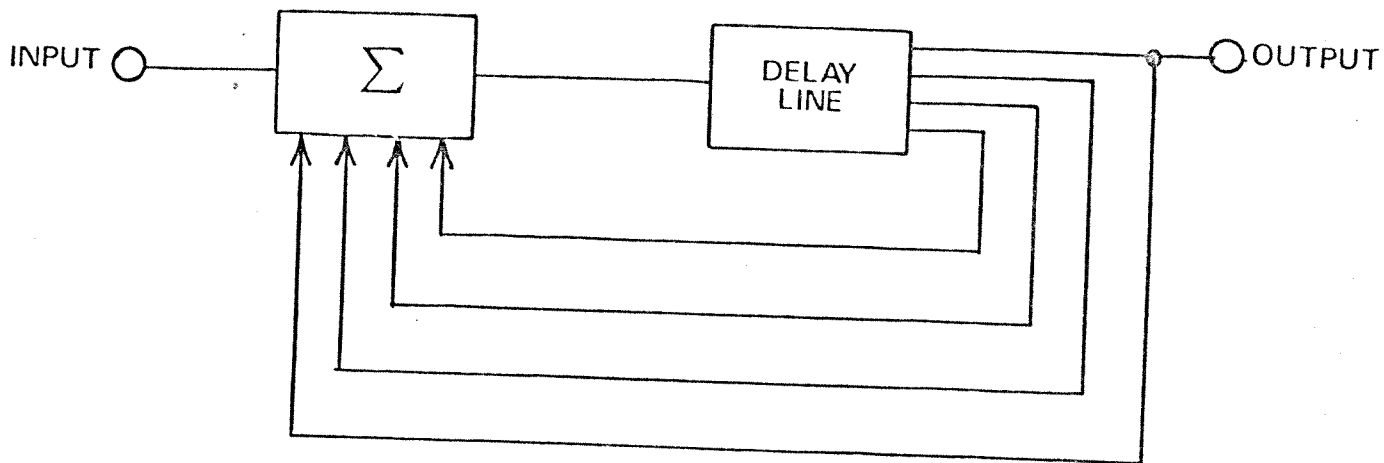 INPUT
Σ
DELAY
LINE
OUTPUT